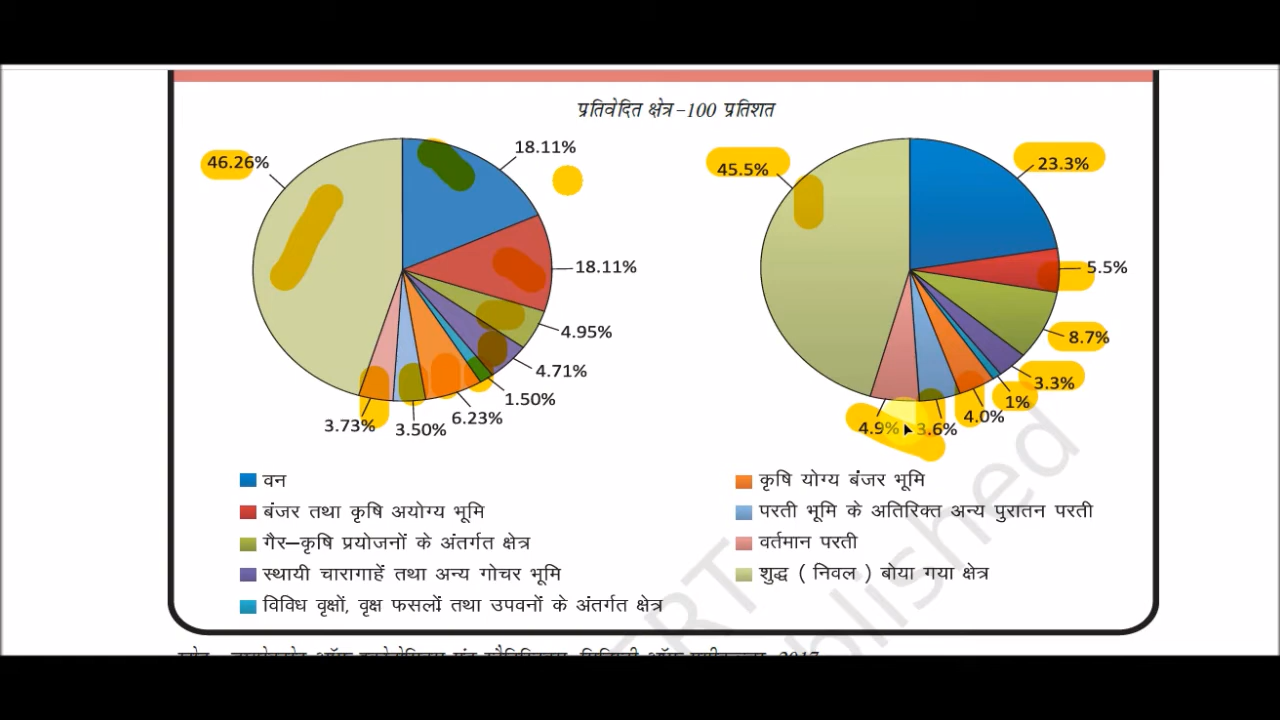 प्रतिवेदित क्षेत्र-100 प्रतिशत
46.26%
18.11%
18.11%
4.95%
4.71%
1.50%
6.23%
3.50%
3.73%
45.5%
23.3%
5.5%
8.7%
3.3%
1%
4.0%
3.6%
4.9%
वन
बंजर तथा कृषि अयोग्य भूमि
गैर–कृषि प्रयोजनों के अंतर्गत क्षेत्र
स्थायी चारागाहें तथा अन्य गोचर भूमि
विविध वृक्षों, वृक्ष फसलों तथा उपवनों के अंतर्गत क्षेत्र
कृषि योग्य बंजर भूमि
परती भूमि के अतिरिक्त अन्य पुरातन परती
वर्तमान परती
शुद्ध ( निवल ) बोया गया क्षेत्र